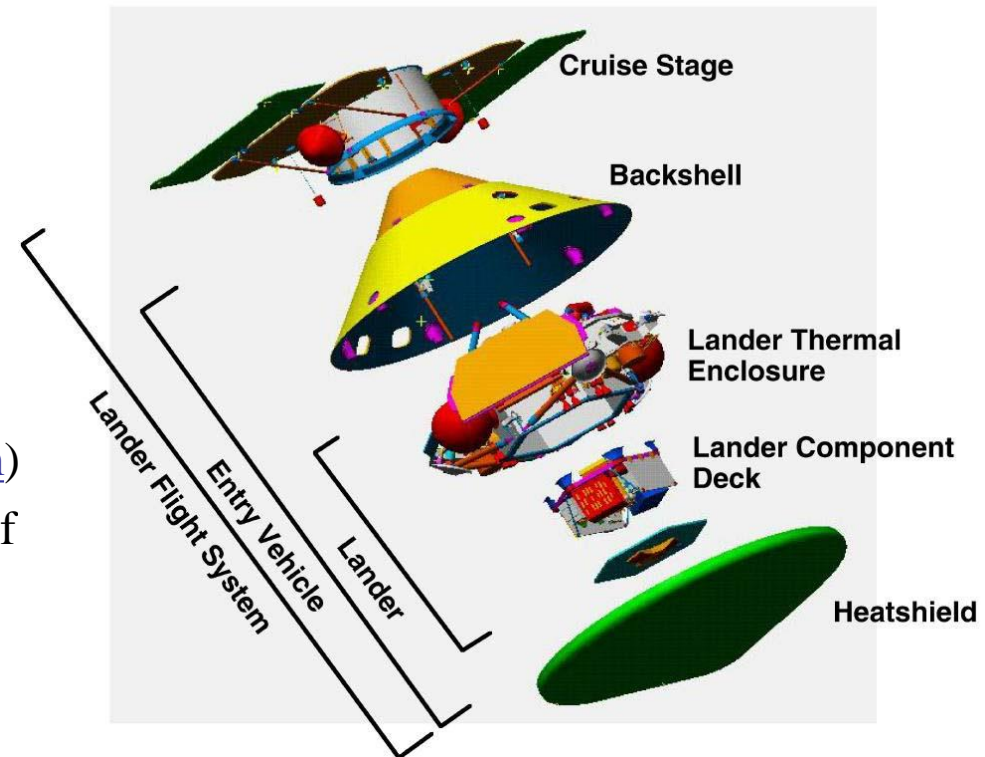 Cruise Stage
Backshell
Lander Thermal
Enclosure
Lander Component
Deck
Heatshield
Lander Flight System
Entry Vehicle
Lander
)
f